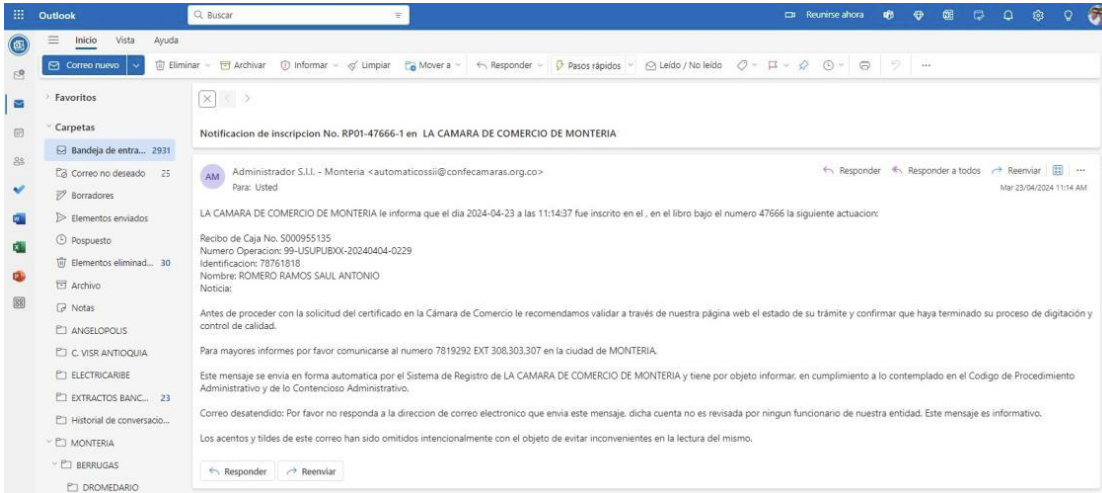 Outlook
Buscar
Reunirse ahora
Inicio Vista Ayuda
Correo nuevo Eliminar Archivar Informar Limpiar Mover a Responder Pasos rápidos Leído / No leído
Favoritos
Carpetas
Bandeja de entra... 2931
Correo no deseado 25
Borradores
Elementos enviados
Pospuesto
Elementos eliminad... 30
Archivo
Notas
ANGELOPOLIS
C. VISR ANTIOQUIA
ELECTRICARIBE
EXTRACTOS BANC... 23
Historial de conversacio...
MONTERIA
BERRUGAS
DROMEDARIO
Notificacion de inscripcion No. RP01-47666-1 en LA CAMARA DE COMERCIO DE MONTERIA
AM
Administrador S.I.I. - Monteria <automaticossii@confecamaras.org.co>
Para: Usted
Responder Responder a todos Reenviar
Mar 23/04/2024 11:14 AM
LA CAMARA DE COMERCIO DE MONTERIA le informa que el dia 2024-04-23 a las 11:14:37 fue inscrito en el , en el libro bajo el numero 47666 la siguiente actuacion:
Recibo de Caja No. S000955135
Numero Operacion: 99-USUPUBXX-20240404-0229
Identificacion: 78761818
Nombre: ROMERO RAMOS SAUL ANTONIO
Noticia:
Antes de proceder con la solicitud del certificado en la Cámara de Comercio le recomendamos validar a través de nuestra página web el estado de su trámite y confirmar que haya terminado su proceso de digitación y
control de calidad.
Para mayores informes por favor comunicarse al numero 7819292 EXT 308,303,307 en la ciudad de MONTERIA.
Este mensaje se envia en forma automatica por el Sistema de Registro de LA CAMARA DE COMERCIO DE MONTERIA y tiene por objeto informar, en cumplimiento a lo contemplado en el Codigo de Procedimiento
Administrativo y de lo Contencioso Administrativo.
Correo desatendido: Por favor no responda a la direccion de correo electronico que envia este mensaje, dicha cuenta no es revisada por ningun funcionario de nuestra entidad. Este mensaje es informativo.
Los acentos y tildes de este correo han sido omitidos intencionalmente con el objeto de evitar inconvenientes en la lectura del mismo.
Responder Reenviar